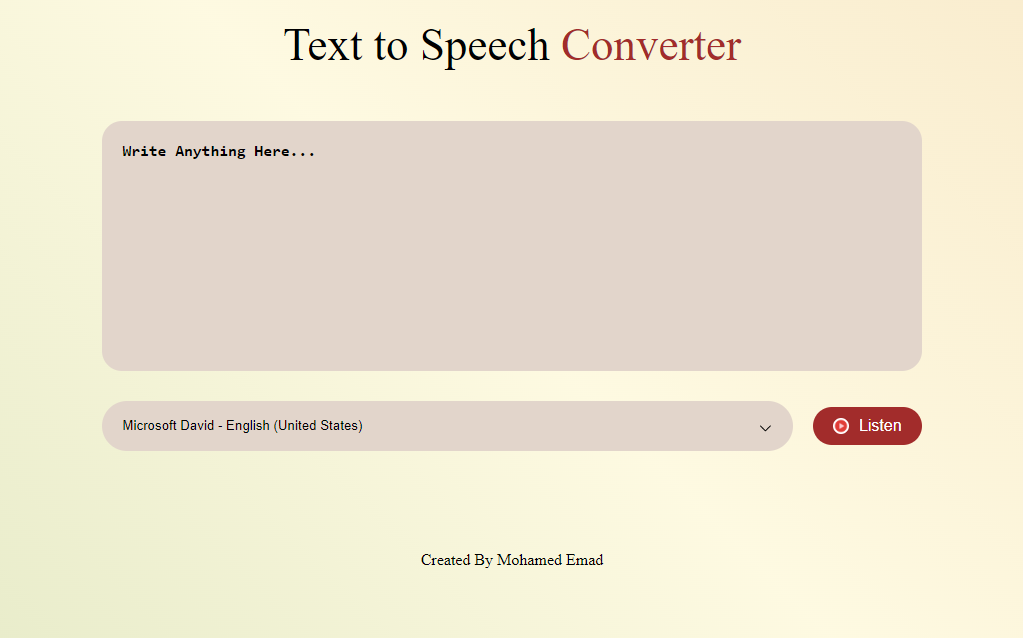 Text to Speech Converter
Write Anything Here...
Microsoft David - English (United States)
Listen
Created By Mohamed Emad